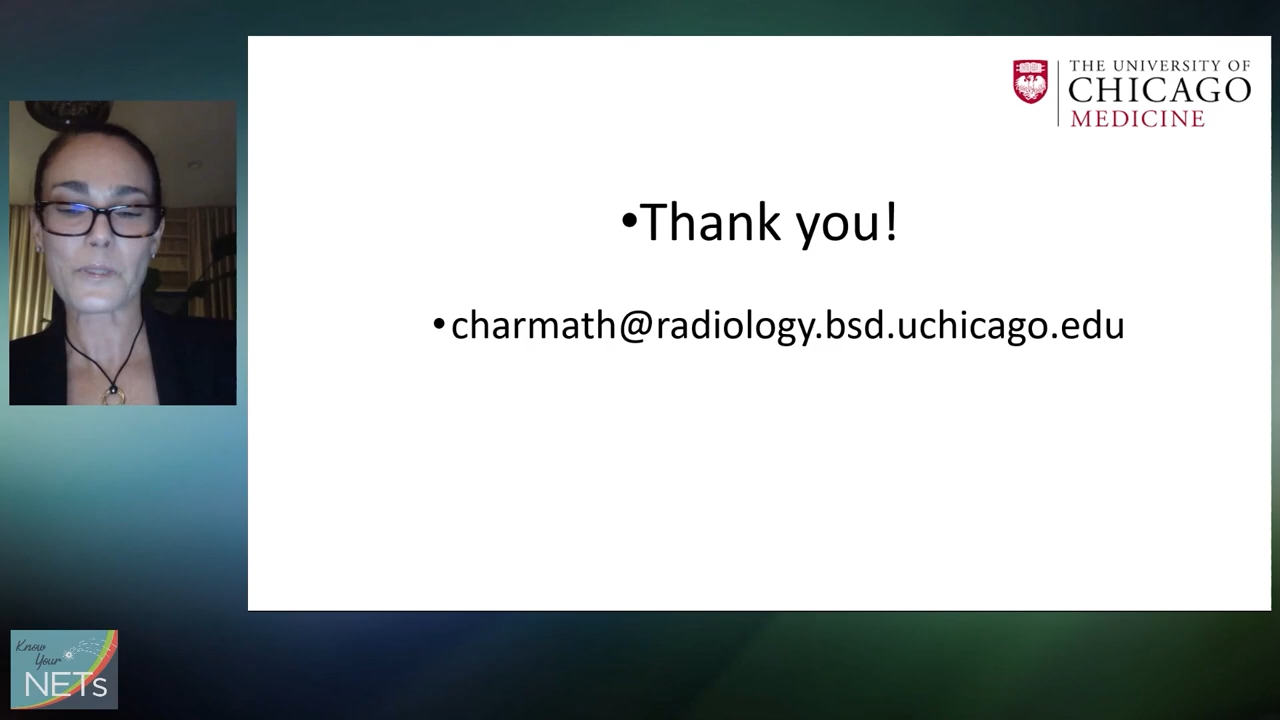 THE UNIVERSITY OF
CHICAGO
MEDICINE
•Thank you!
•charmath@radiology.bsd.uchicago.edu
Know
Your
NETs